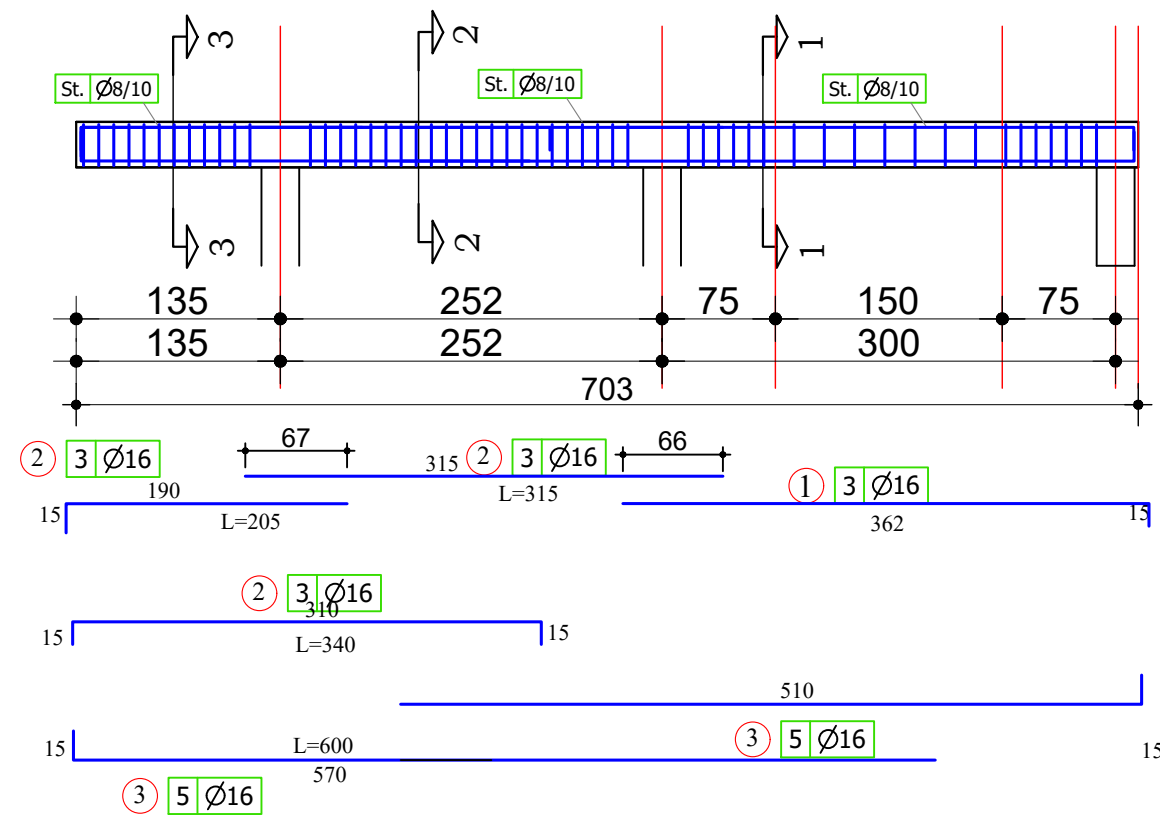 3 2 1
St. Ø8/10 St. Ø8/10 St. Ø8/10
3 2 1
135 252 75 150 75
135 252 300
703
67 66
2 3 Ø16 315 2 3 Ø16 1 3 Ø16
190 L=315
15 L=205 362 15
2 3 Ø16
310
15 L=340 15
510
15 L=600 3 5 Ø16 15
570
3 5 Ø16